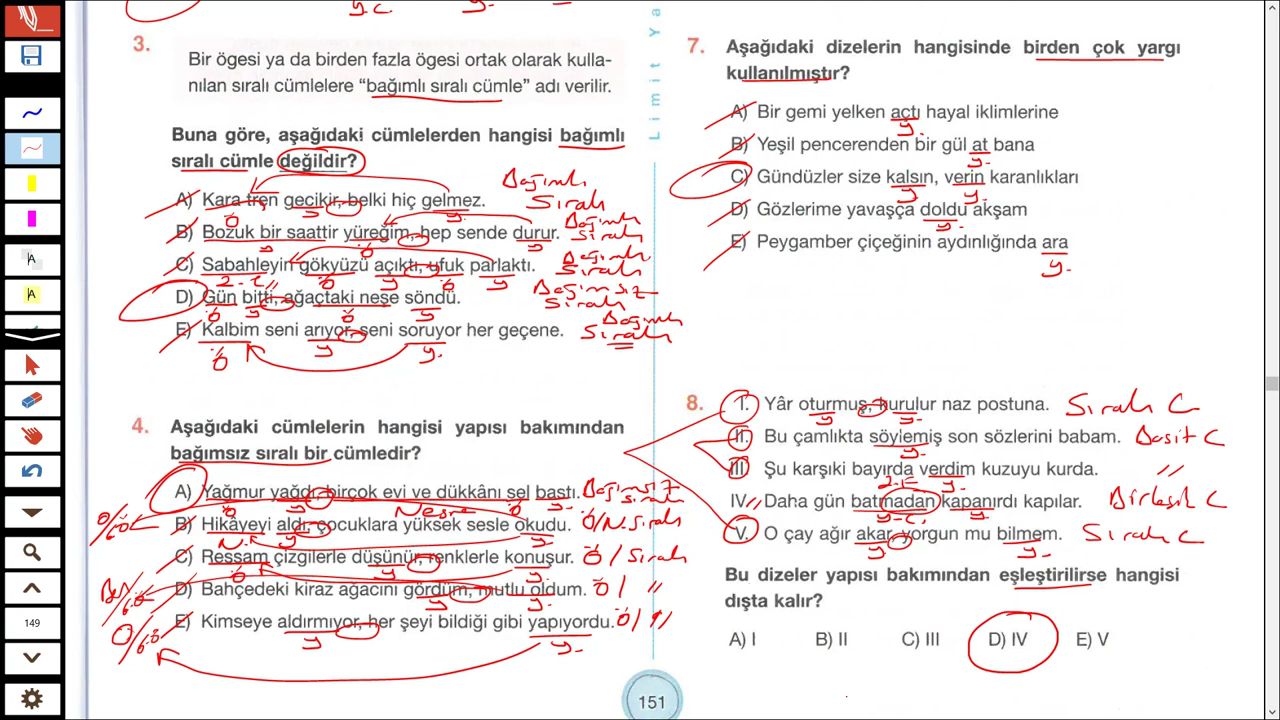 y.c.
y.
3.
Bir ögesi ya da birden fazla ögesi ortak olarak kulla-
nılan sıralı cümlelere “bağımlı sıralı cümle” adı verilir.
Buna göre, aşağıdaki cümlelerden hangisi bağımlı
sıralı cümle değildir?
A) Kara tren gecikir, belki hiç gelmez. Bağımlı Sıralı
B) Bozuk bir saattir yüreğim, hep sende durur. Bağımlı Sıralı
C) Sabahleyin gökyüzü açıktı, ufuk parlaktı. Bağımlı Sıralı
D) Gün bitti, ağaçtaki neşe söndü. Bağımsız Sıralı
E) Kalbim seni arıyor, seni soruyor her geçene. Bağımlı Sıralı
4. Aşağıdaki cümlelerin hangisi yapısı bakımından
bağımsız sıralı bir cümledir?
A) Yağmur yağdı, birçok evi ve dükkânı sel bastı. Bağımsız Sıralı
Nesne
B) Hikâyeyi aldı, çocuklara yüksek sesle okudu. Ö/N. Sıralı
C) Ressam çizgilerle düşünür, renklerle konuşur. Ö/ Sıralı
D) Bahçedeki kiraz ağacını gördüm, mutlu oldum. Ö/ "
E) Kimseye aldırmıyor, her şeyi bildiği gibi yapıyordu. Ö/ "
Limit Ya
7. Aşağıdaki dizelerin hangisinde birden çok yargı
kullanılmıştır?
A) Bir gemi yelken açtı hayal iklimlerine
B) Yeşil pencerenden bir gül at bana
C) Gündüzler size kalsın, verin karanlıkları
D) Gözlerime yavaşça doldu akşam
E) Peygamber çiçeğinin aydınlığında ara
8. I. Yâr oturmuş, kurulur naz postuna. Sıralı C
II. Bu çamlıkta söylemiş son sözlerini babam. Basit C
III. Şu karşıki bayırda verdim kuzuyu kurda. "
IV. Daha gün batmadan kapanırdı kapılar. Birleşik C
V. O çay ağır akar, yorgun mu bilmem. Sıralı C
Bu dizeler yapısı bakımından eşleştirilirse hangisi
dışta kalır?
A) I B) II C) III D) IV E) V
151
149